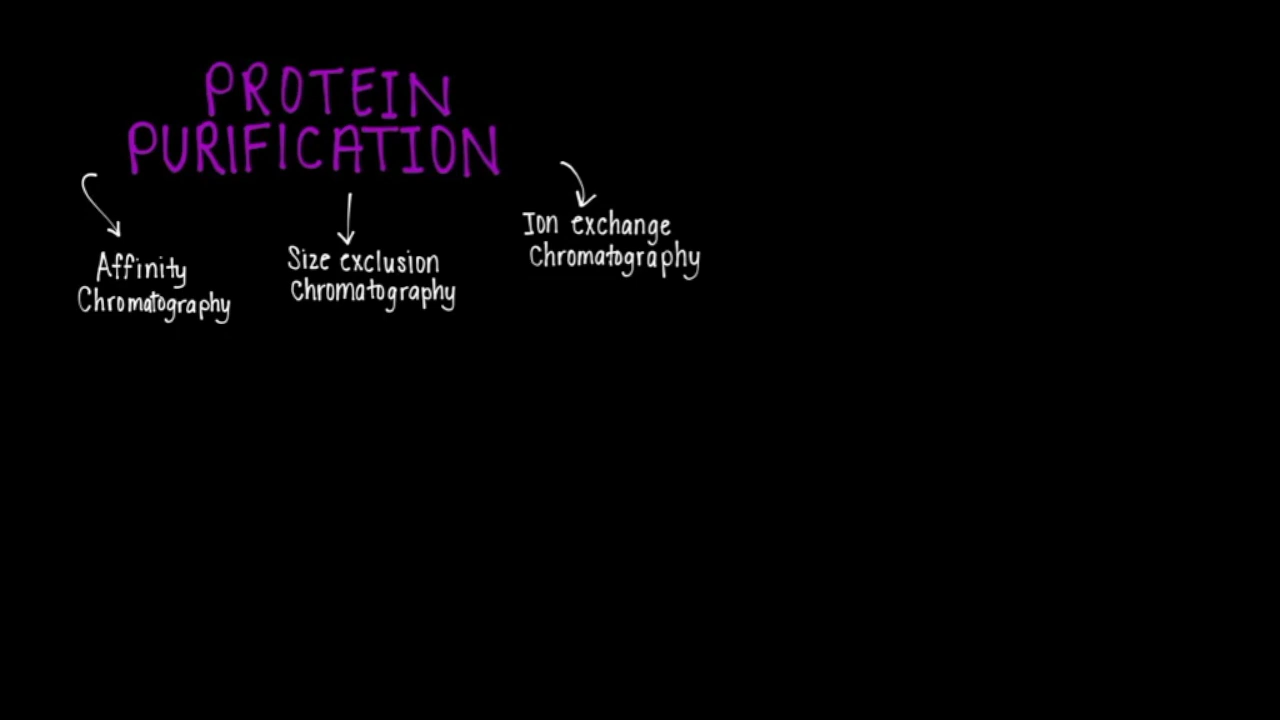 PROTEIN
PURIFICATION
Affinity
Chromatography
Size exclusion
Chromatography
Ion exchange
Chromatography